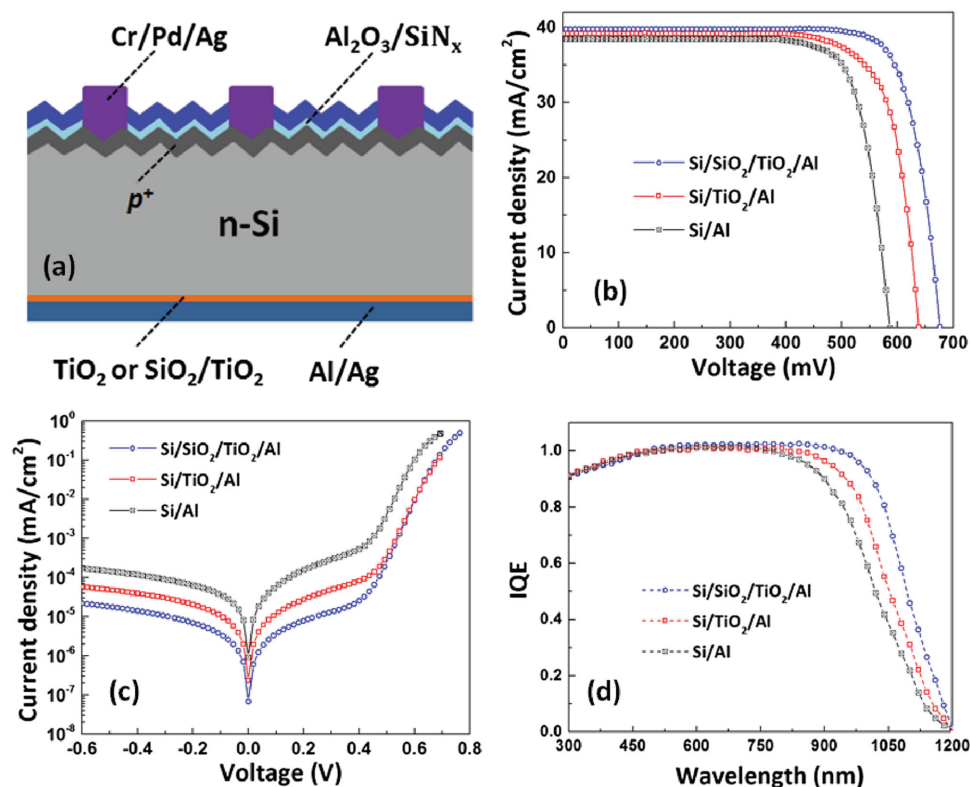 Cr/Pd/Ag
Al₂O₃/SiNₓ
p⁺
n-Si
(a)
TiO₂ or SiO₂/TiO₂
Al/Ag
Current density (mA/cm²)
40
30
20
10
0
Si/SiO₂/TiO₂/Al
Si/TiO₂/Al
Si/Al
(b)
0 100 200 300 400 500 600 700
Voltage (mV)
Current density (mA/cm²)
10⁰
10⁻¹
10⁻²
10⁻³
10⁻⁴
10⁻⁵
10⁻⁶
10⁻⁷
10⁻⁸
Si/SiO₂/TiO₂/Al
Si/TiO₂/Al
Si/Al
(c)
-0.6 -0.4 -0.2 0.0 0.2 0.4 0.6 0.8
Voltage (V)
IQE
1.0
0.8
0.6
0.4
0.2
0.0
Si/SiO₂/TiO₂/Al
Si/TiO₂/Al
Si/Al
(d)
300 450 600 750 900 1050 1200
Wavelength (nm)